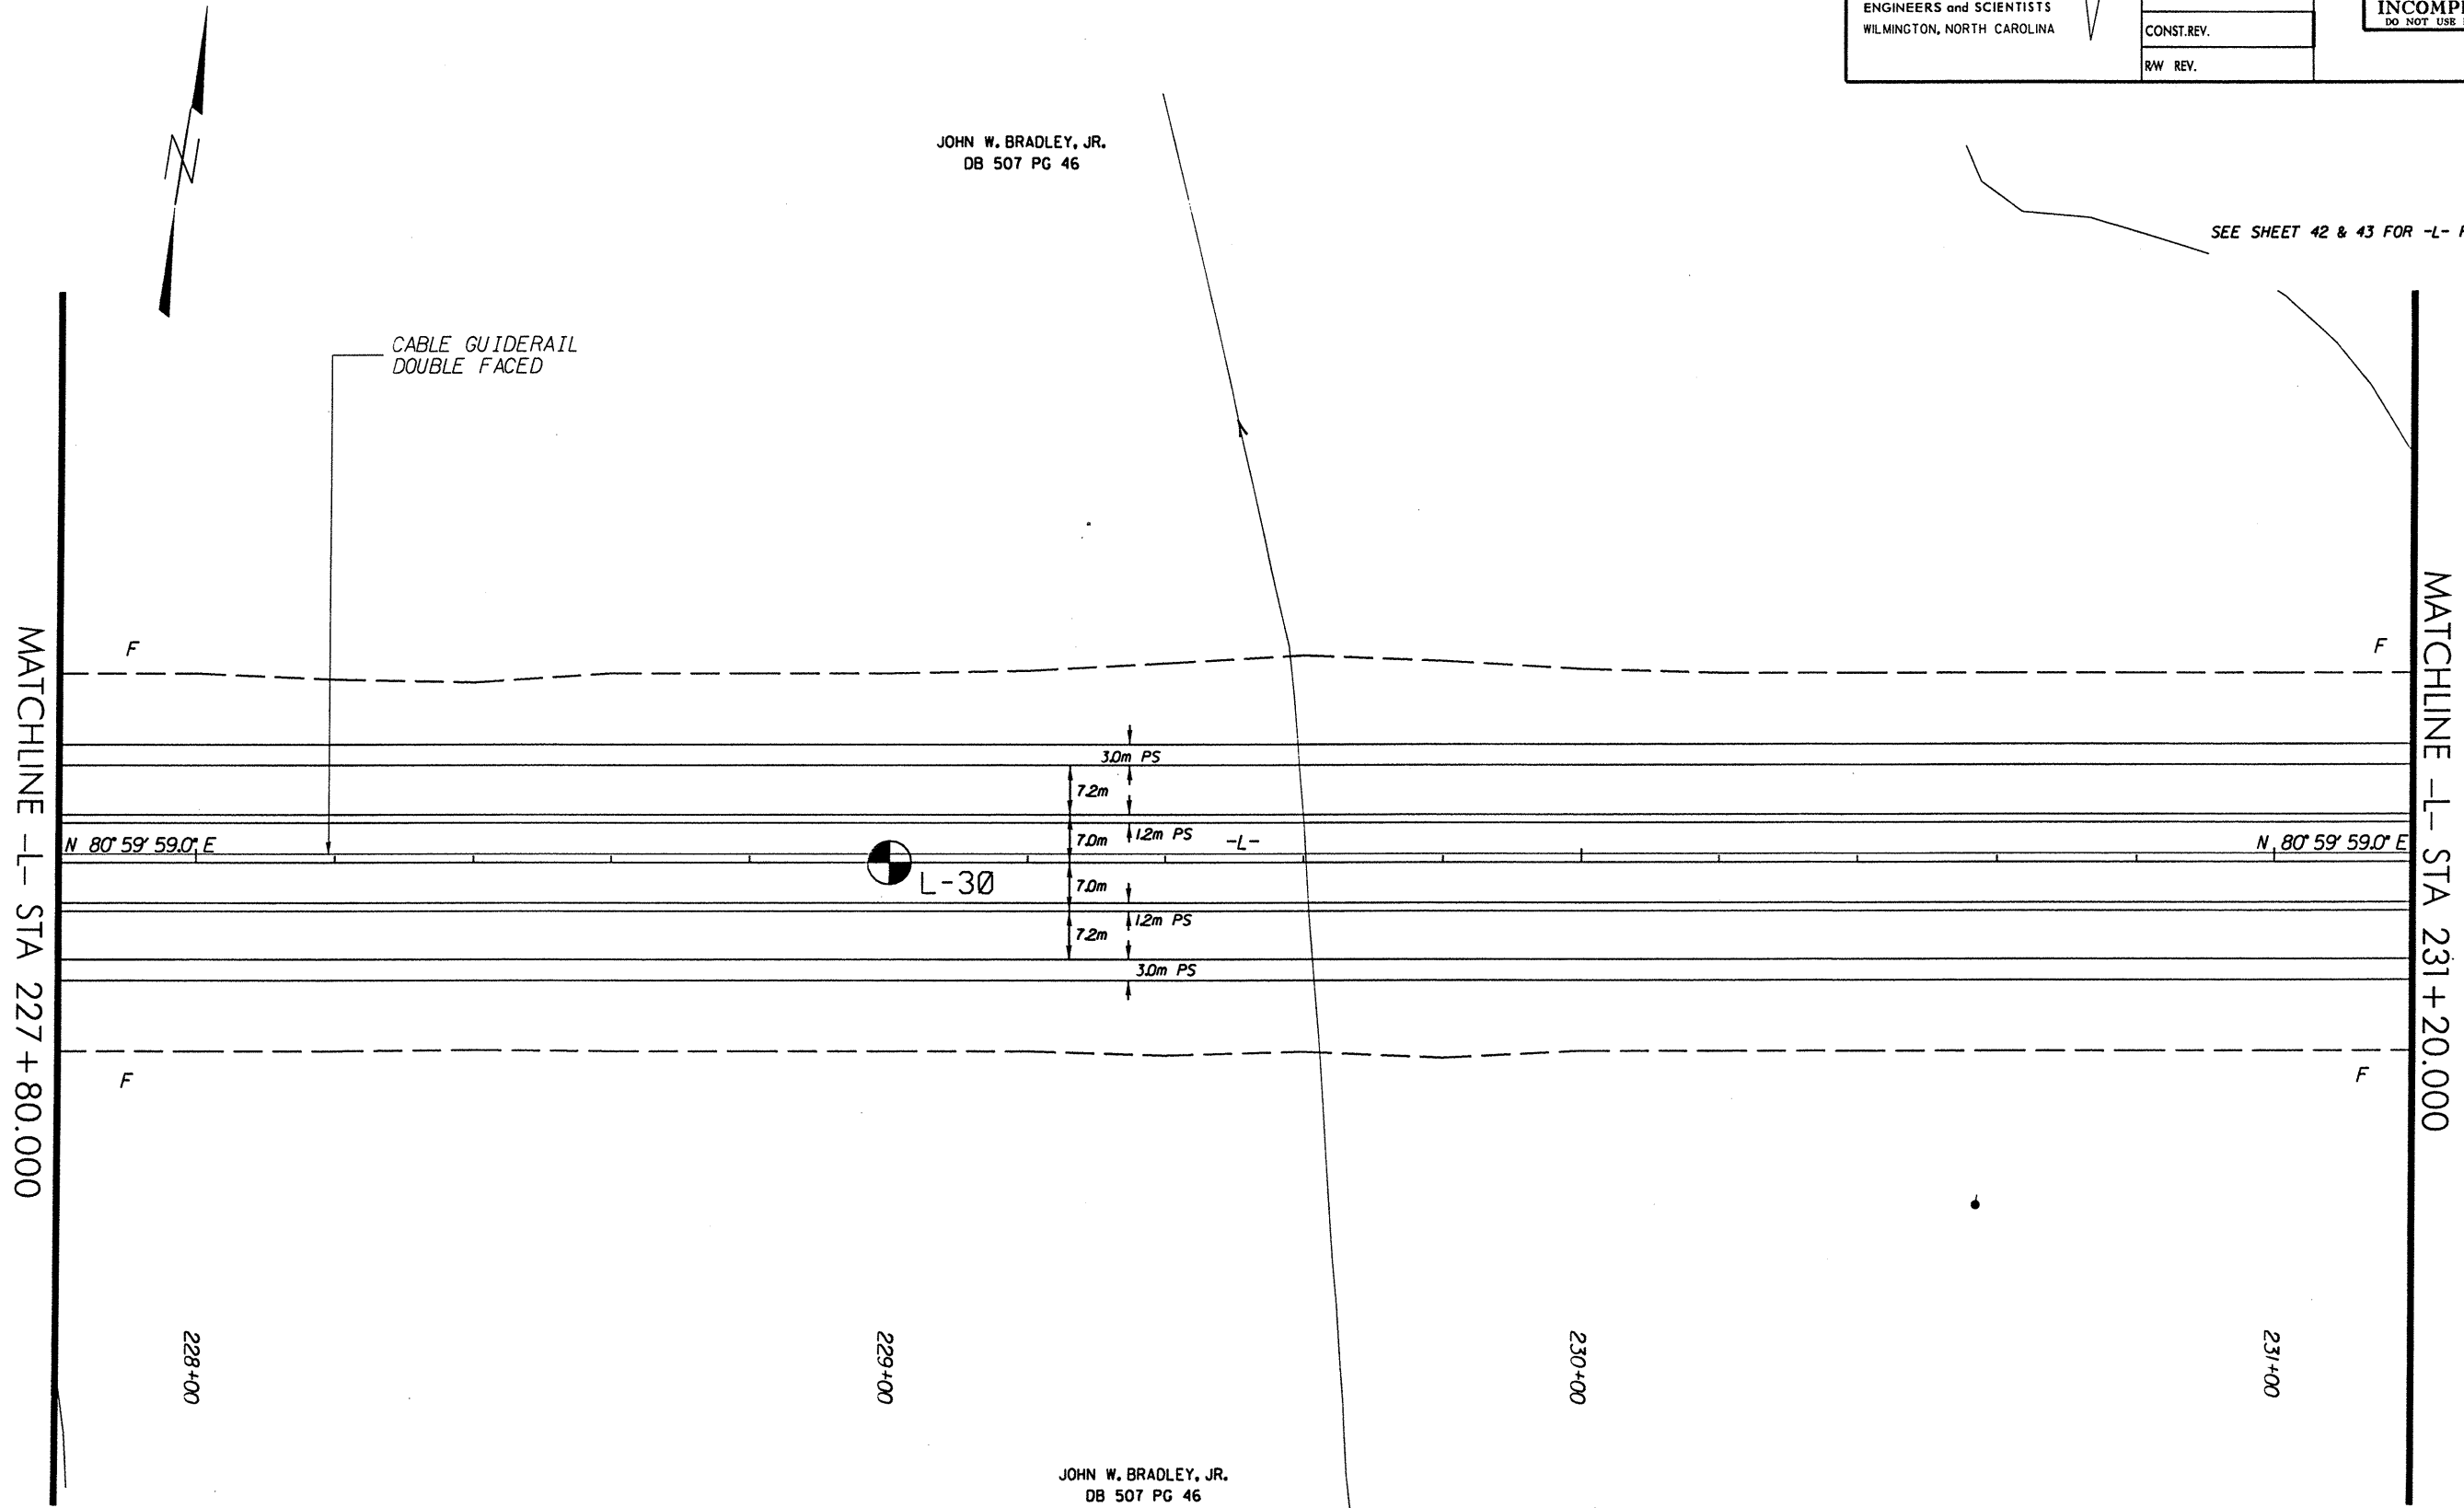 ENGINEERS and SCIENTISTS
WILMINGTON, NORTH CAROLINA
CONST.REV.
R/W REV.
DO NOT USE
JOHN W. BRADLEY, JR.
DB 507 PG 46
SEE SHEET 42 & 43 FOR -L-
N
CABLE GUIDERAIL
DOUBLE FACED
MATCHLINE -L- STA 227+80.000
MATCHLINE -L- STA 231+20.000
F
F
3.0m PS
7.2m
7.0m
1.2m PS
-L-
N 80° 59' 59.0" E
N 80° 59' 59.0" E
L-30
7.0m
1.2m PS
7.2m
3.0m PS
F
F
228+00
229+00
230+00
231+00
JOHN W. BRADLEY, JR.
DB 507 PG 46